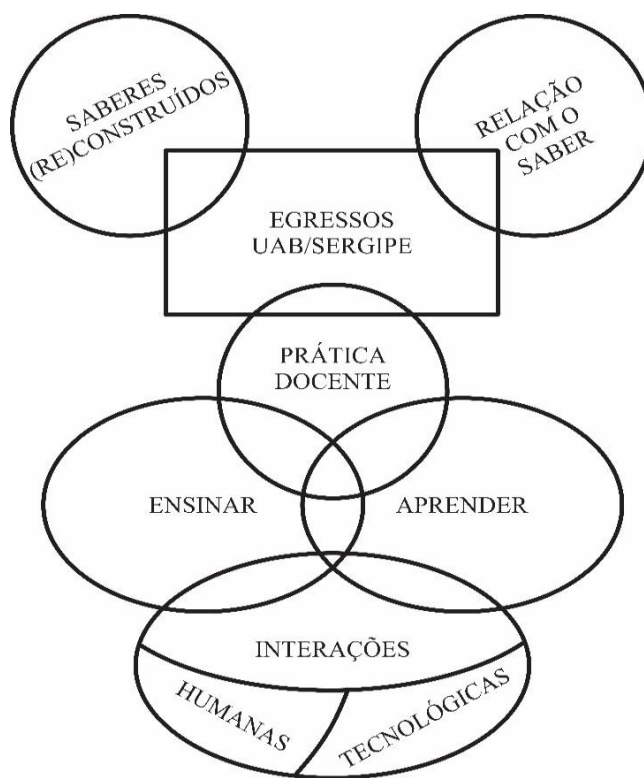 SABERES
(RE)CONSTRUÍDOS
RELAÇÃO
COM O
SABER
EGRESSOS
UAB/SERGIPE
PRÁTICA
DOCENTE
ENSINAR
APRENDER
INTERAÇÕES
HUMANAS
TECNOLÓGICAS